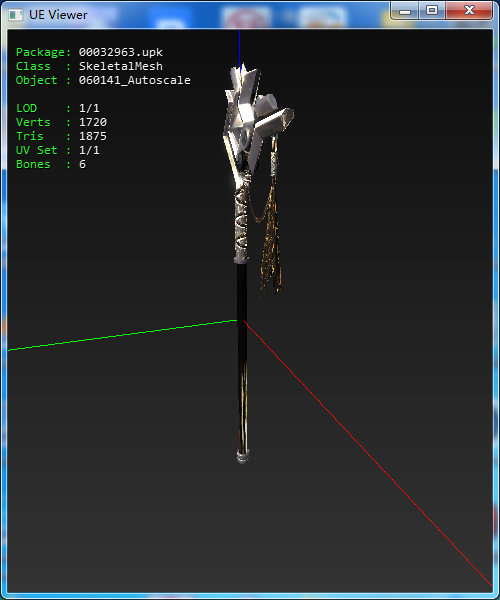 UE Viewer
Package: 00032963.upk
Class  : SkeletalMesh
Object : 060141_Autoscale
LOD    : 1/1
Verts  : 1720
Tris   : 1875
UV Set : 1/1
Bones  : 6